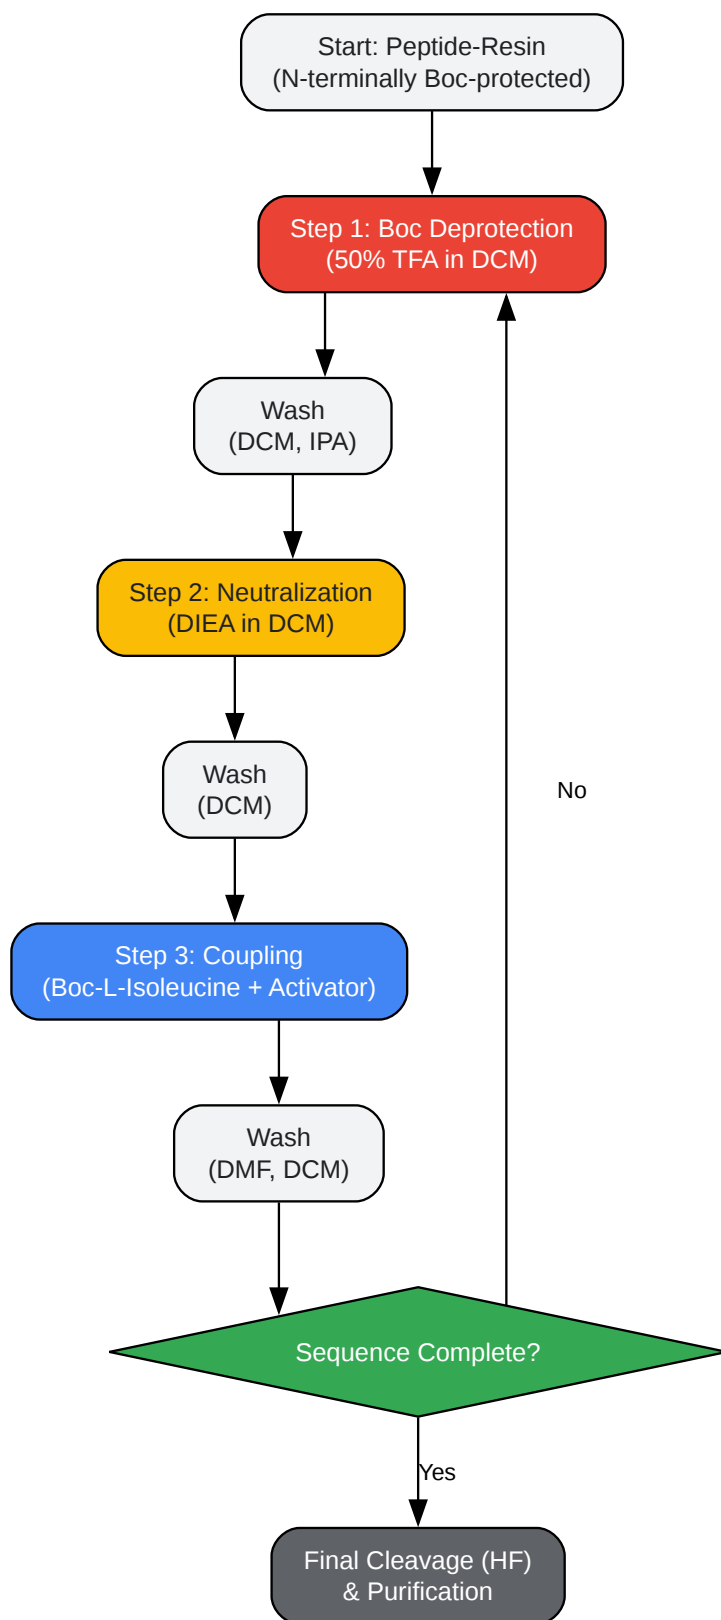 Start: Peptide-Resin
(N-terminally Boc-protected)
Step 1: Boc Deprotection
(50% TFA in DCM)
Wash
(DCM, IPA)
Step 2: Neutralization
(DIEA in DCM)
Wash
(DCM)
No
Step 3: Coupling
(Boc-L-Isoleucine + Activator)
Wash
(DMF, DCM)
Sequence Complete?
Yes
Final Cleavage (HF)
& Purification